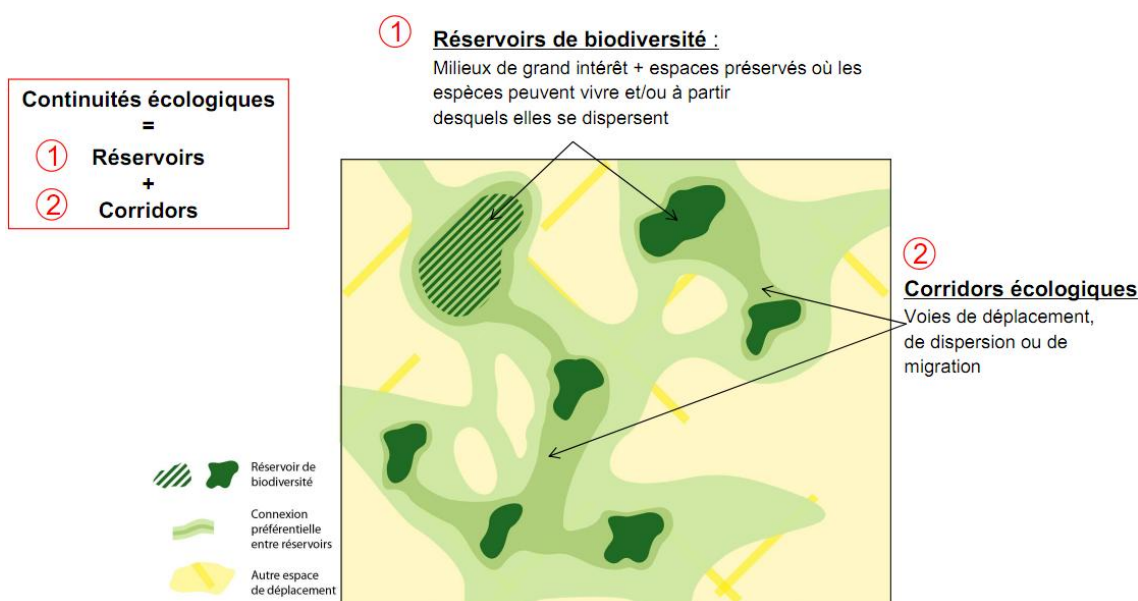 Continuités écologiques
=
① Réservoirs
+
② Corridors
① Réservoirs de biodiversité :
Milieux de grand intérêt + espaces préservés où les
espèces peuvent vivre et/ou à partir
desquels elles se dispersent
②
Corridors écologiques
Voies de déplacement,
de dispersion ou de
migration
Réservoir de
biodiversité
Connexion
préférentielle
entre réservoirs
Autre espace
de déplacement